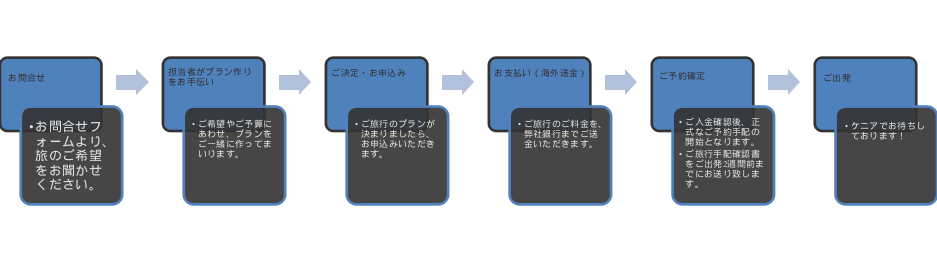 お問合せ
・お問合せフ
ォームより、
旅のご希望
をお聞かせ
ください。
担当者がプラン作り
をお手伝い
・ご希望やご予算に
あわせ、プランを
ご一緒に作ってま
いります。
ご決定・お申込み
・ご旅行のプランが
決まりましたら、
お申込みいただき
ます。
お支払い（海外送金）
・ご旅行のご料金を、
弊社銀行までご送
金いただきます。
ご予約確定
・ご入金確認後、正
式なご予約手配の
開始となります。
・ご旅行手配確認書
をご出発2週間前ま
でにお送り致しま
す。
ご出発
・ケニアでお待ちし
ております！